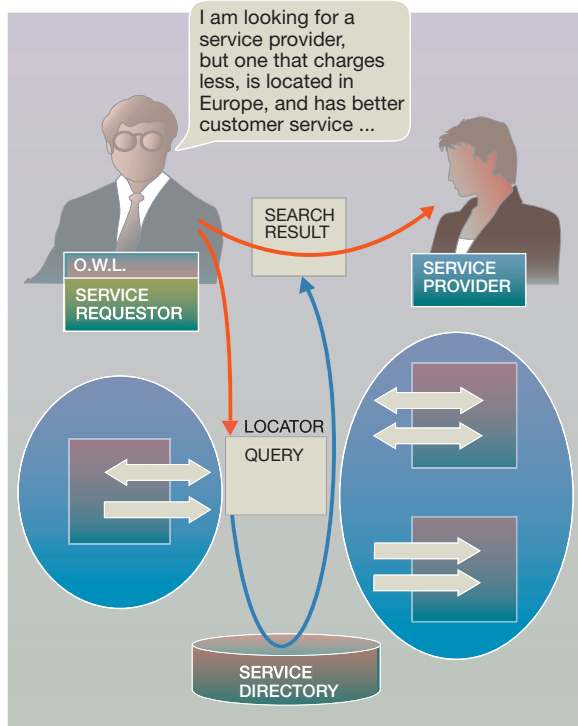 I am looking for a
service provider,
but one that charges
less, is located in
Europe, and has better
customer service ...
SEARCH
RESULT
O.W.L.
SERVICE
REQUESTOR
SERVICE
PROVIDER
LOCATOR
QUERY
SERVICE
DIRECTORY